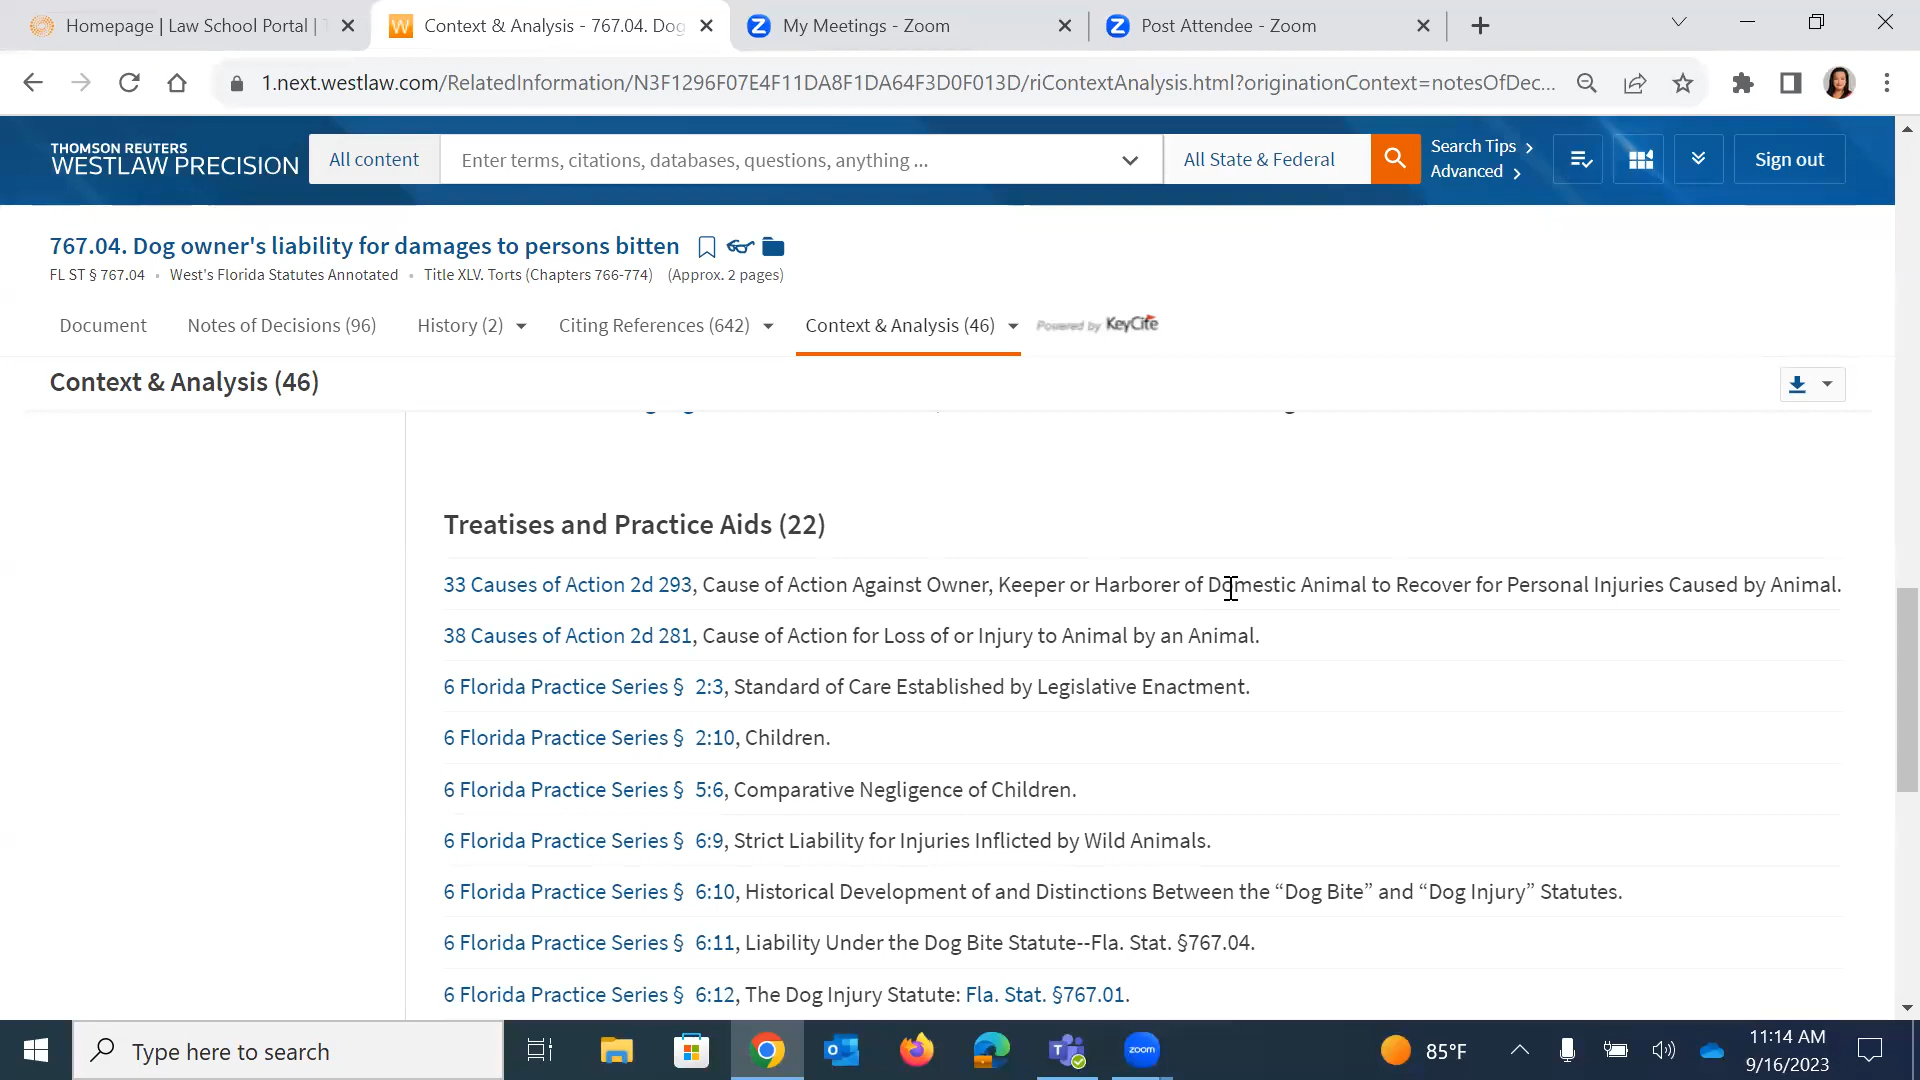 Homepage | Law School Portal |
Context & Analysis - 767.04. Dog
My Meetings - Zoom
Post Attendee - Zoom
1.next.westlaw.com/RelatedInformation/N3F1296F07E4F11DA8F1DA64F3D0F013D/riContextAnalysis.html?originationContext=notesOfDec...
THOMSON REUTERS
WESTLAW PRECISION
All content
Enter terms, citations, databases, questions, anything ...
All State & Federal
Search Tips
Advanced
Sign out
767.04. Dog owner's liability for damages to persons bitten
FL ST § 767.04 • West's Florida Statutes Annotated • Title XLV. Torts (Chapters 766-774) (Approx. 2 pages)
Document Notes of Decisions (96) History (2) Citing References (642) Context & Analysis (46) Powered by KeyCite
Context & Analysis (46)
Treatises and Practice Aids (22)
33 Causes of Action 2d 293, Cause of Action Against Owner, Keeper or Harborer of Domestic Animal to Recover for Personal Injuries Caused by Animal.
38 Causes of Action 2d 281, Cause of Action for Loss of or Injury to Animal by an Animal.
6 Florida Practice Series § 2:3, Standard of Care Established by Legislative Enactment.
6 Florida Practice Series § 2:10, Children.
6 Florida Practice Series § 5:6, Comparative Negligence of Children.
6 Florida Practice Series § 6:9, Strict Liability for Injuries Inflicted by Wild Animals.
6 Florida Practice Series § 6:10, Historical Development of and Distinctions Between the “Dog Bite” and “Dog Injury” Statutes.
6 Florida Practice Series § 6:11, Liability Under the Dog Bite Statute--Fla. Stat. §767.04.
6 Florida Practice Series § 6:12, The Dog Injury Statute: Fla. Stat. §767.01.
Type here to search
zoom
85°F
11:14 AM
9/16/2023